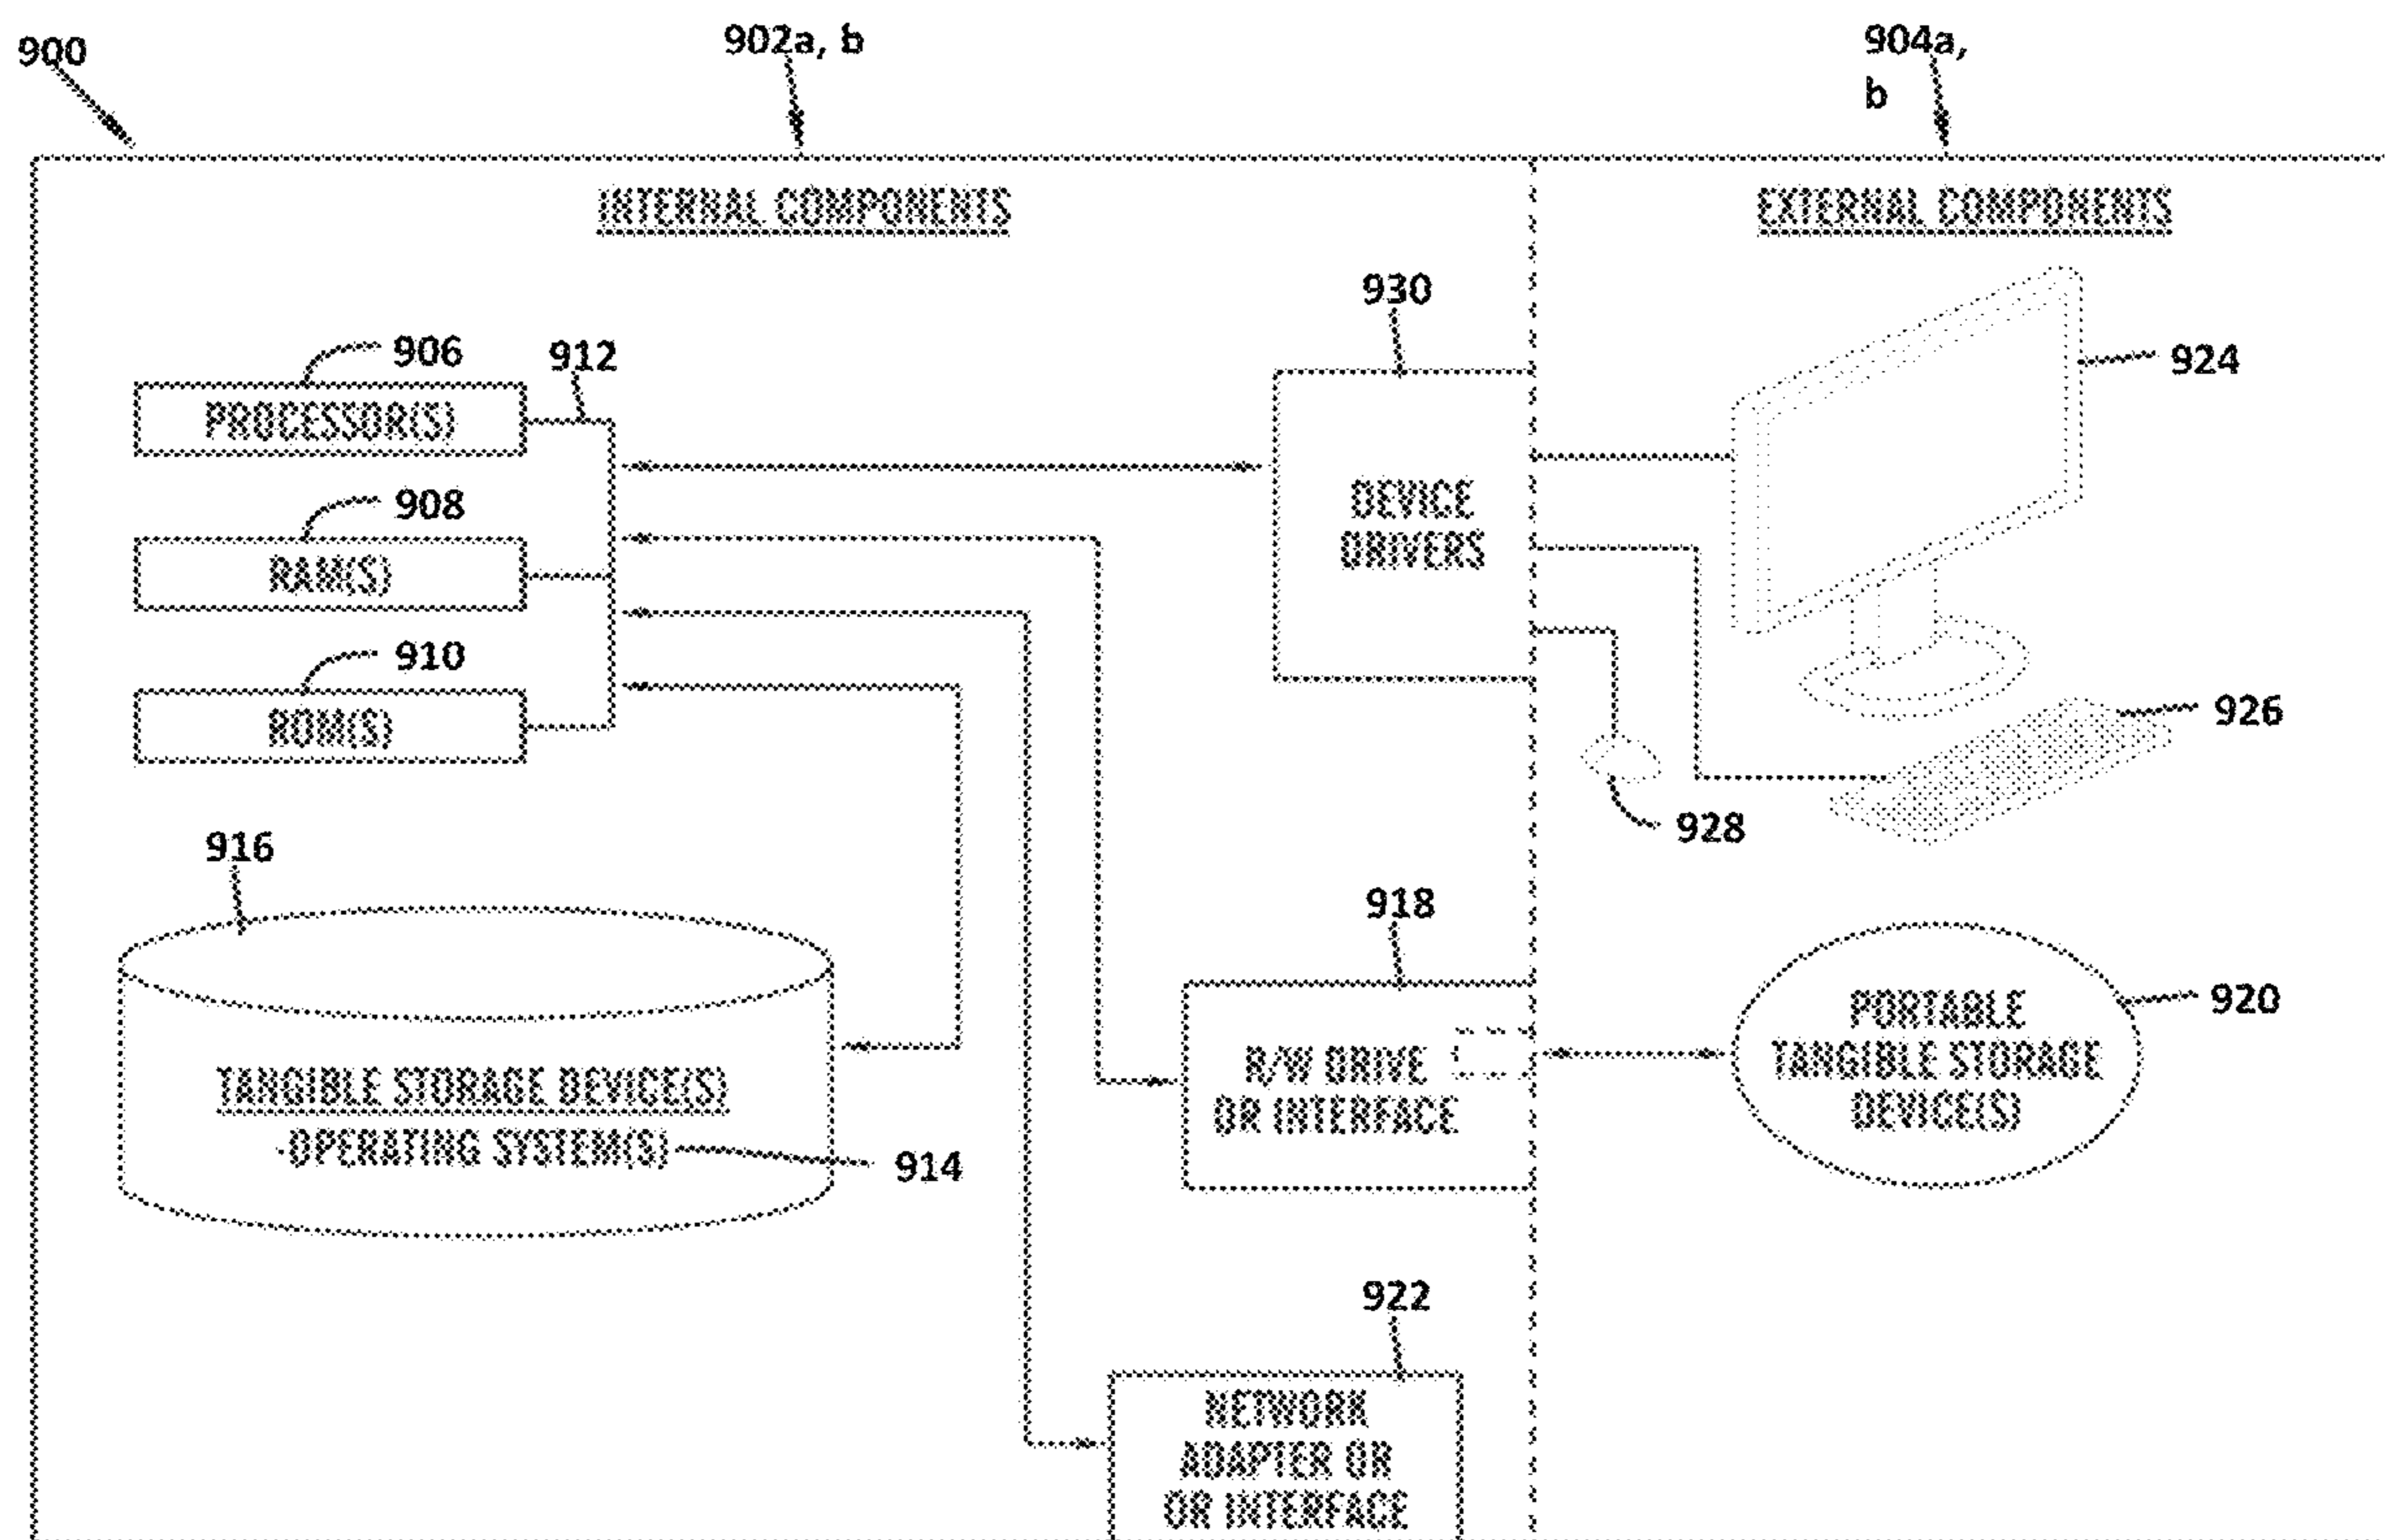 900
902a, b
904a,
b
INTERNAL COMPONENTS
EXTERNAL COMPONENTS
930
906
912
924
PROCESSOR(S)
908
DEVICE
DRIVERS
RAM(S)
910
926
ROM(S)
928
916
918
920
PORTABLE
TANGIBLE STORAGE
DEVICE(S)
R/W DRIVE
OR INTERFACE
TANGIBLE STORAGE DEVICE(S)
-OPERATING SYSTEM(S)
914
922
NETWORK
ADAPTER OR
OR INTERFACE